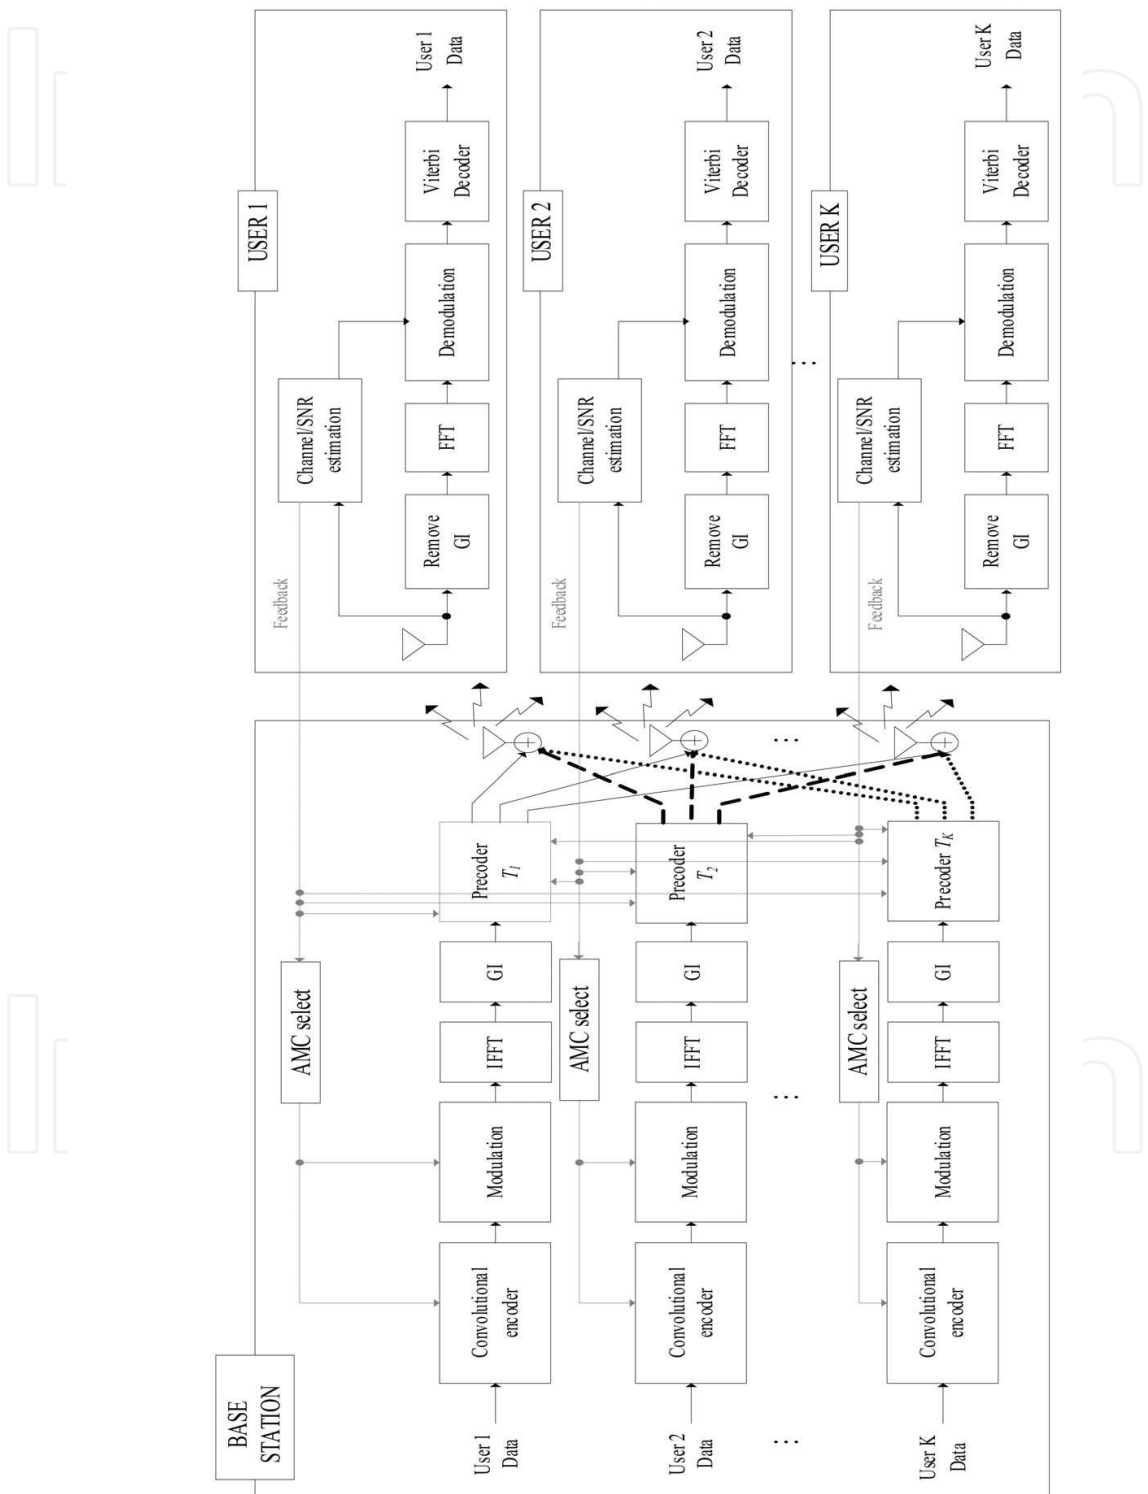 BASE
STATION
User 1
Data
Convolutional
encoder
Modulation
IFFT
GI
Precoder
T1
AMC select
User 2
Data
Convolutional
encoder
Modulation
IFFT
GI
Precoder
T2
AMC select
...
...
...
User K
Data
Convolutional
encoder
Modulation
IFFT
GI
Precoder TK
AMC select
USER 1
Feedback
Channel/SNR
estimation
Remove
GI
FFT
Demodulation
Viterbi
Decoder
User 1
Data
USER 2
Feedback
Channel/SNR
estimation
Remove
GI
FFT
Demodulation
Viterbi
Decoder
User 2
Data
...
USER K
Feedback
Channel/SNR
estimation
Remove
GI
FFT
Demodulation
Viterbi
Decoder
User K
Data